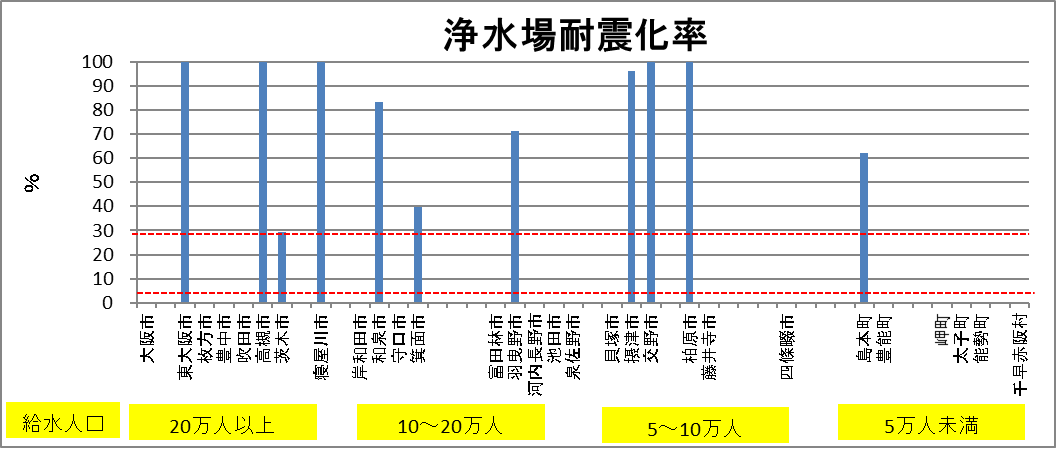 浄水場耐震化率
%
100
90
80
70
60
50
40
30
20
10
0
大阪市
東大阪市
枚方市
豊中市
吹田市
高槻市
茨木市
寝屋川市
岸和田市
和泉市
守口市
箕面市
富田林市
羽曳野市
河内長野市
池田市
泉佐野市
貝塚市
摂津市
交野市
柏原市
藤井寺市
四條畷市
島本町
豊能町
岬町
太子町
能勢町
千早赤阪村
給水人口
20万人以上
10～20万人
5～10万人
5万人未満